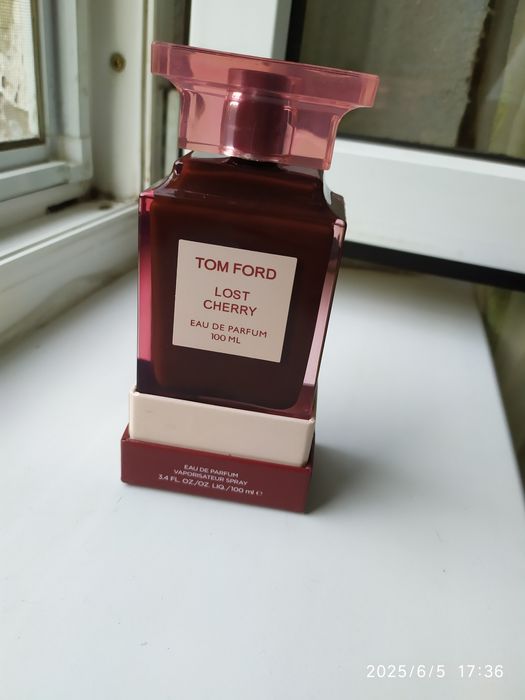 TOM FORD
LOST
CHERRY
EAU DE PARFUM
100 ML
EAU DE PARFUM
VAPORISATEUR SPRAY
3.4 FL. OZ./OZ. LIQ./100 ml ℮
2025/6/5 17:36